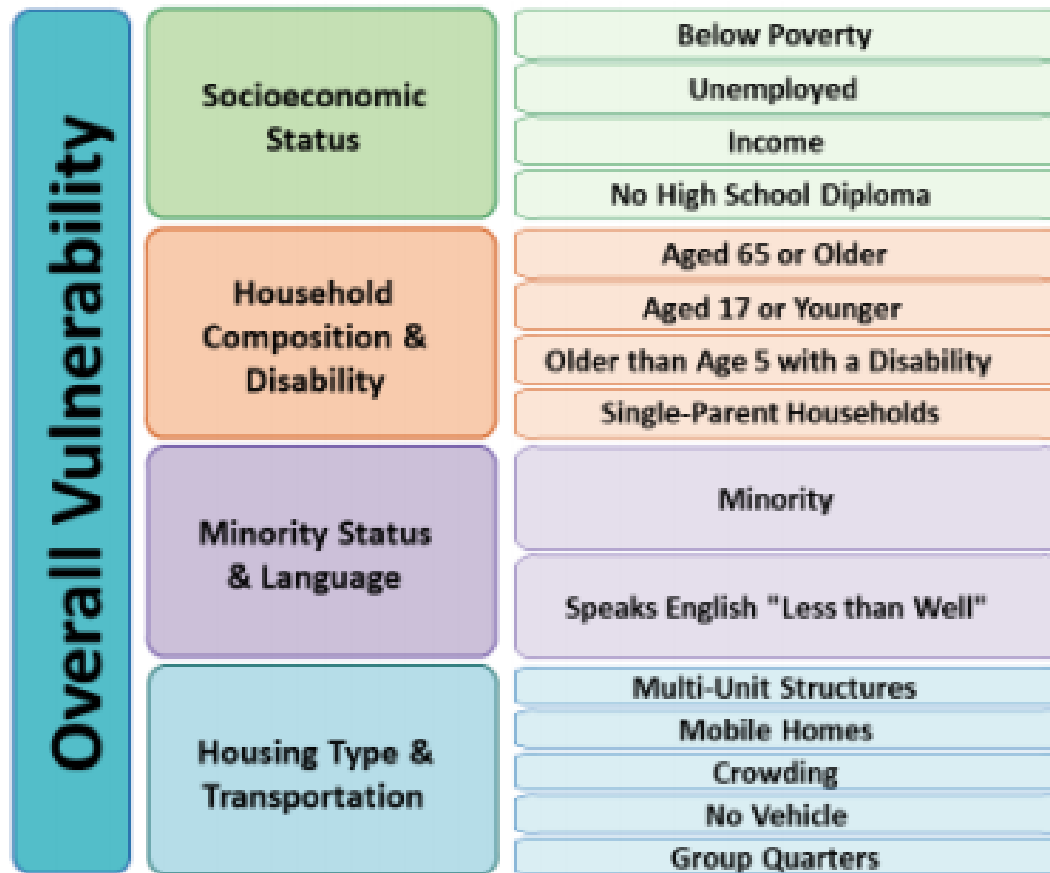 Overall Vulnerability
Socioeconomic
Status
Below Poverty
Unemployed
Income
No High School Diploma
Household
Composition &
Disability
Aged 65 or Older
Aged 17 or Younger
Older than Age 5 with a Disability
Single-Parent Households
Minority Status
& Language
Minority
Speaks English "Less than Well"
Housing Type &
Transportation
Multi-Unit Structures
Mobile Homes
Crowding
No Vehicle
Group Quarters